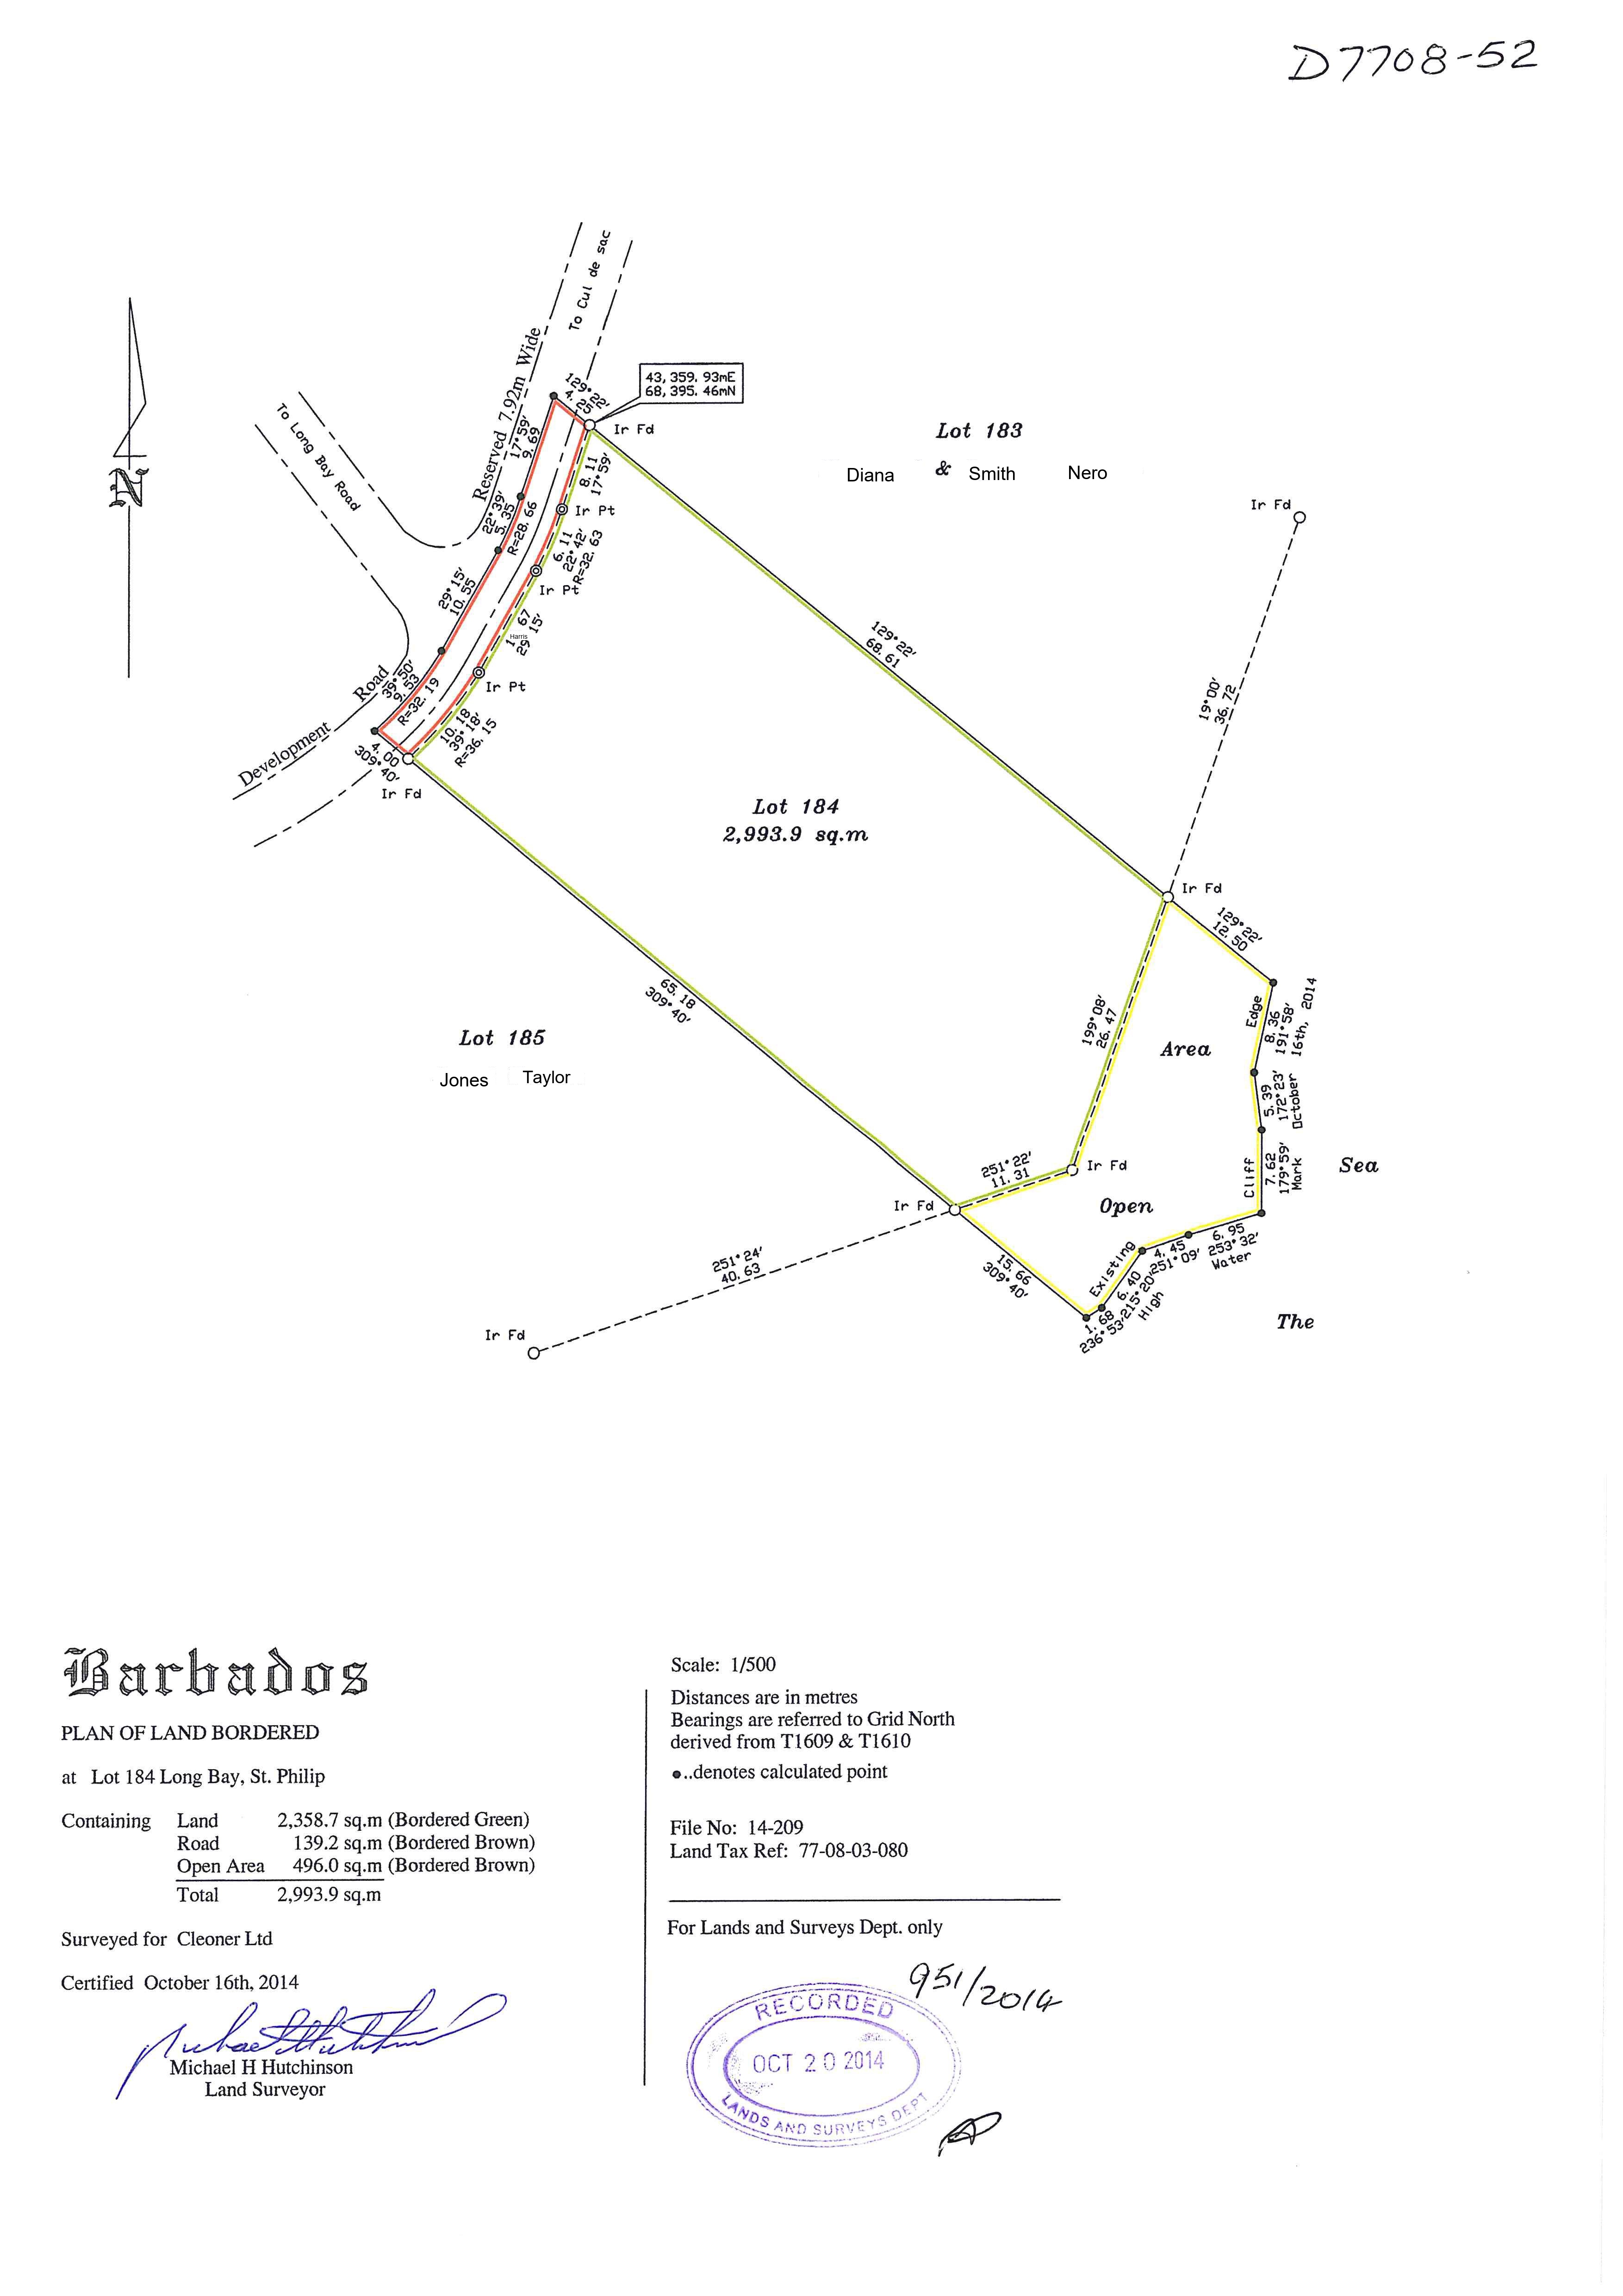 D7708-52
To Cul de sac
Reserved 7.92m Wide
To Long Bay Road
Development Road
43, 359. 93mE
68, 395. 46mN
129°22'
4. 25
Ir Fd
17°59'
9. 69
8. 11
17°59'
Ir Pt
22°39'
5. 35
R=28. 66
6. 11
22°42'
R=32. 63
Ir Pt
29°15'
10. 55
67
Harris
29 15'
Ir Pt
39°50'
9. 53
R=32. 19
10. 18
39°18'
R=36. 15
4. 00
309°40'
Ir Fd
Lot 183
Diana & Smith Nero
Ir Fd
129°22'
68. 61
19°00'
36. 72
Lot 184
2,993.9 sq.m
Ir Fd
129°22'
12. 50
65. 18
309°40'
Lot 185
Jones Taylor
199°08'
26. 47
Area
Edge
8. 36
191°58'
16th, 2014
5. 39
172°23'
October
Cliff
7. 62
179°59'
Mark
Sea
251°22'
11. 31
Ir Fd
Ir Fd
Open
251°24'
40. 63
Ir Fd
15. 66
309°40'
Existing
4. 45
251°09'
6. 95
253°32'
Water
6. 40
215°20'
High
1. 68
236°53'
The
N
Barbados
PLAN OF LAND BORDERED
at Lot 184 Long Bay, St. Philip
Containing Land 2,358.7 sq.m (Bordered Green)
Road 139.2 sq.m (Bordered Brown)
Open Area 496.0 sq.m (Bordered Brown)
Total 2,993.9 sq.m
Surveyed for Cleoner Ltd
Certified October 16th, 2014
Michael H Hutchinson
Land Surveyor
Scale: 1/500
Distances are in metres
Bearings are referred to Grid North
derived from T1609 & T1610
●..denotes calculated point
File No: 14-209
Land Tax Ref: 77-08-03-080
For Lands and Surveys Dept. only
951/2014
RECORDED
OCT 20 2014
LANDS AND SURVEYS DEPT